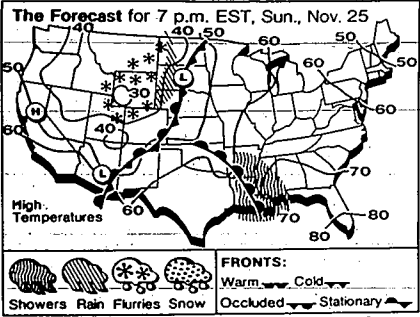 The Forecast for 7 p.m. EST, Sun., Nov. 25
40
40
50
60
60
50
50
50
L
30
H
60
60
40
L
60
70
70
80
80
High
Temperatures
Showers Rain Flurries Snow
FRONTS:
Warm Cold
Occluded Stationary